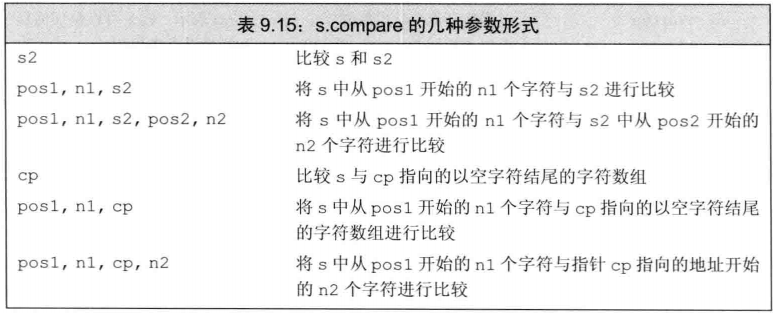 表 9.15：s.compare 的几种参数形式
s2 比较 s 和 s2
pos1, n1, s2 将 s 中从 pos1 开始的 n1 个字符与 s2 进行比较
pos1, n1, s2, pos2, n2 将 s 中从 pos1 开始的 n1 个字符与 s2 中从 pos2 开始的
n2 个字符进行比较
cp 比较 s 与 cp 指向的以空字符结尾的字符数组
pos1, n1, cp 将 s 中从 pos1 开始的 n1 个字符与 cp 指向的以空字符结尾
的字符数组进行比较
pos1, n1, cp, n2 将 s 中从 pos1 开始的 n1 个字符与指针 cp 指向的地址开始
的 n2 个字符进行比较